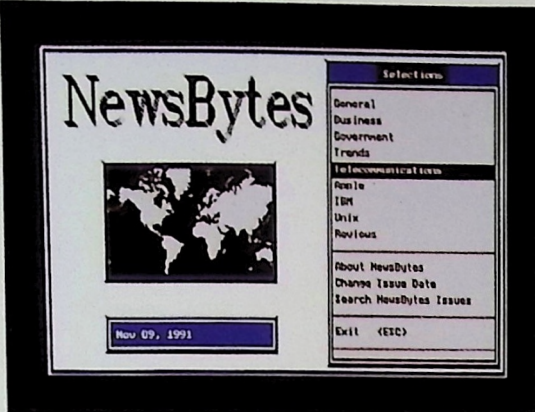 NewsBytes
Nov 09, 1991
Selections
General
Business
Government
Trends
Telecommunications
Apple
IBM
Unix
Reviews
About NewsBytes
Change Issue Date
Search NewsBytes Issues
Exit <ESC>